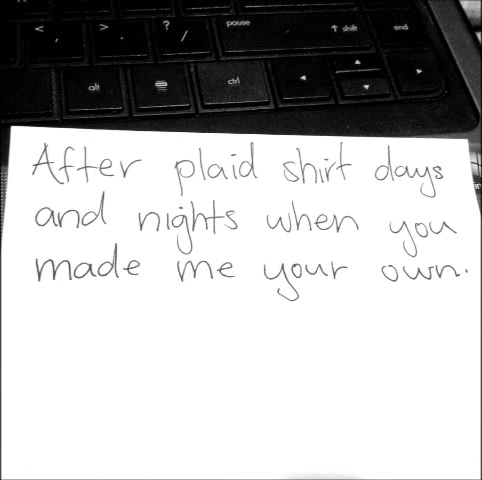 < > ? pause
, . / ↑ shift end
alt ctrl ◄ ▲ ▼ ►
After plaid shirt days
and nights when you
made me your own.